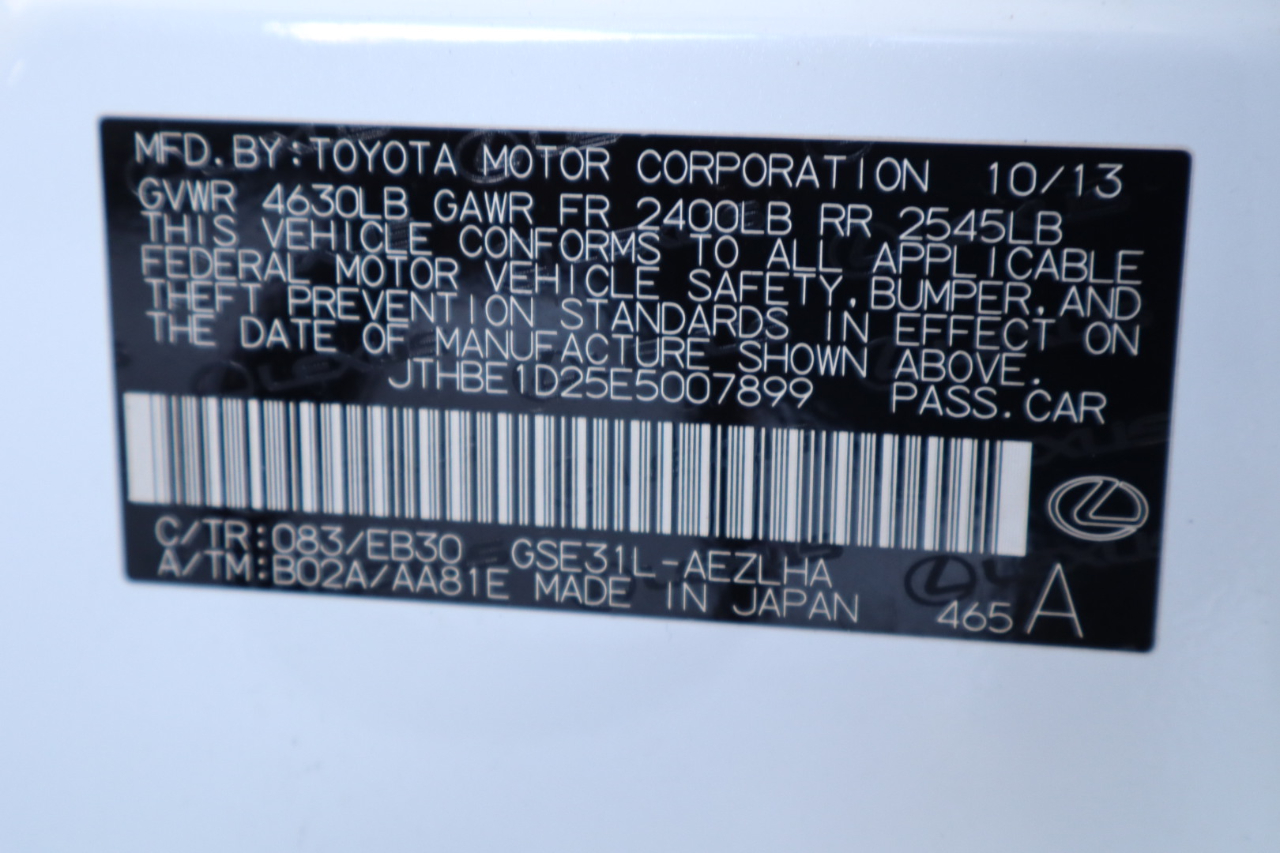 MFD.BY:TOYOTA MOTOR CORPORATION 10/13
GVWR 4630LB GAWR FR 2400LB RR 2545LB
THIS VEHICLE CONFORMS TO ALL APPLICABLE
FEDERAL MOTOR VEHICLE SAFETY,BUMPER,AND
THEFT PREVENTION STANDARDS IN EFFECT ON
THE DATE OF MANUFACTURE SHOWN ABOVE.
JTHBE1D25E5007899 PASS.CAR
C/TR:083/EB30 GSE31L-AEZLHA
A/TM:B02A/AA81E MADE IN JAPAN 465 A